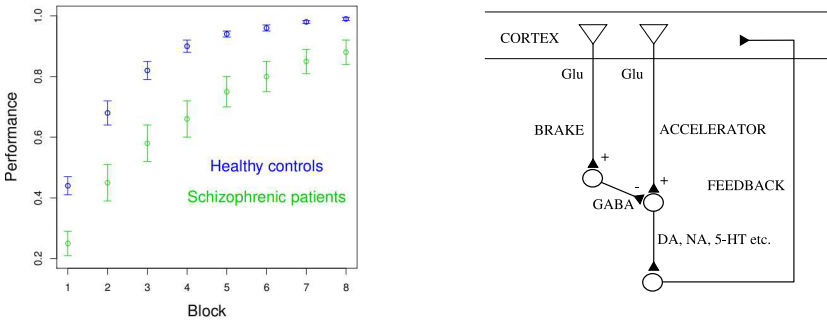 1.0
0.8
0.6
0.4
0.2
Performance
Healthy controls
Schizophrenic patients
1 2 3 4 5 6 7 8
Block
CORTEX
Glu Glu
BRAKE ACCELERATOR
+
- +
GABA
FEEDBACK
DA, NA, 5-HT etc.